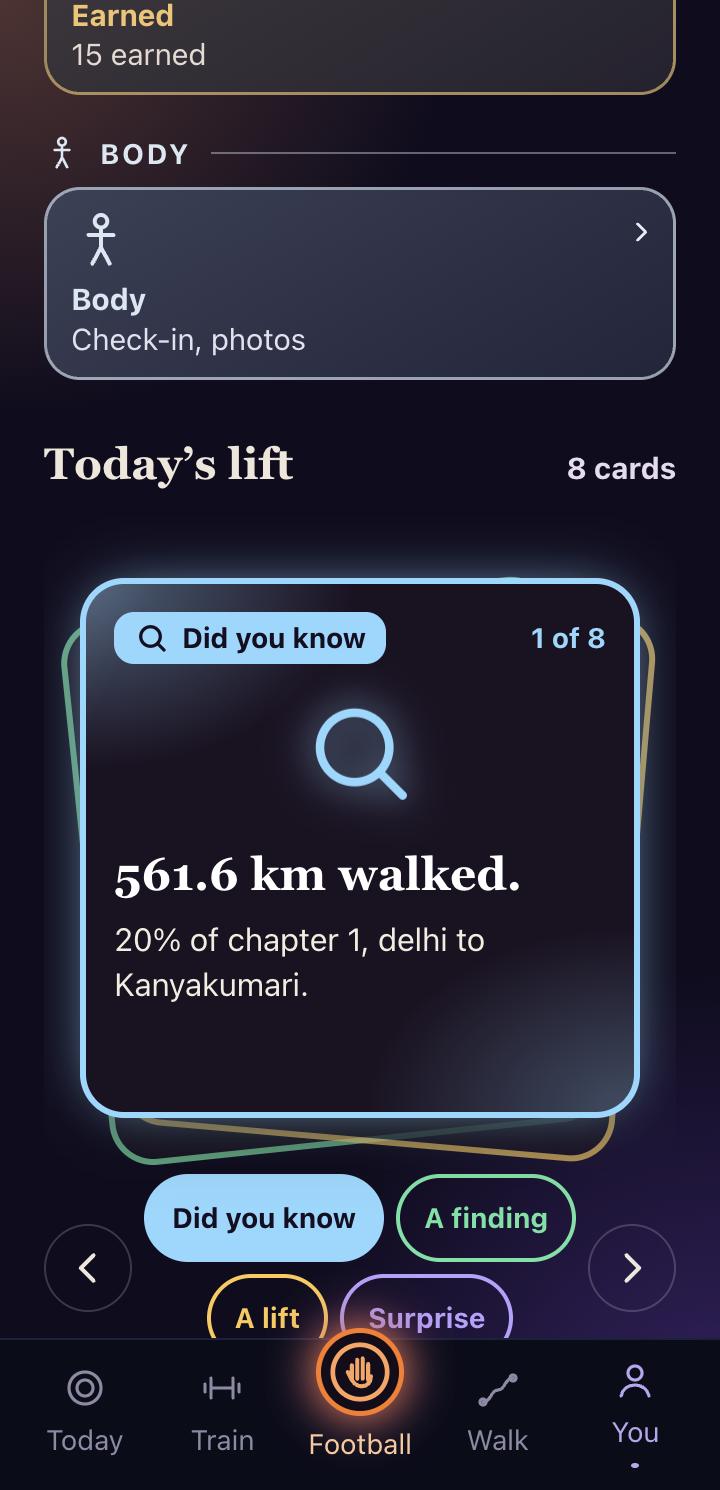 Earned
15 earned
BODY
Body
Check-in, photos
Today's lift
8 cards
Did you know
1 of 8
561.6 km walked.
20% of chapter 1, delhi to
Kanyakumari.
Did you know
A finding
A lift
Surprise
Today
Train
Football
Walk
You